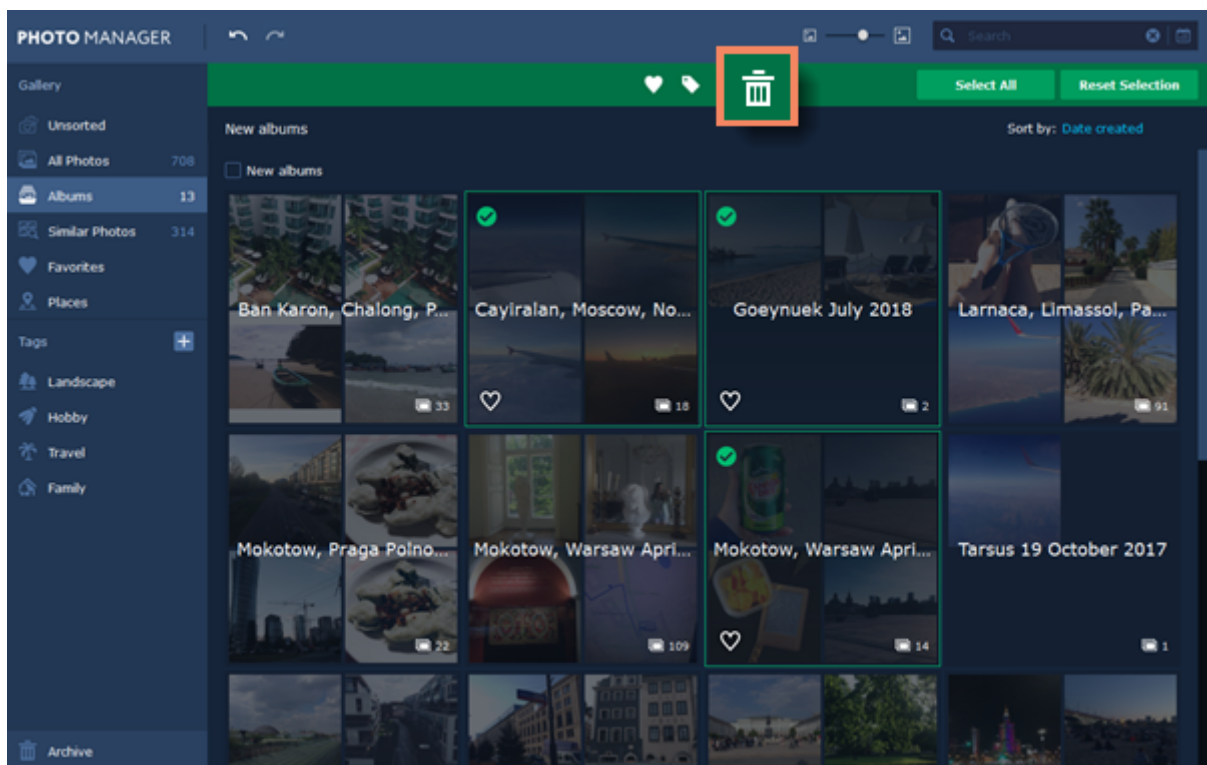 PHOTO MANAGER
Search
Gallery
Select All
Reset Selection
Unsorted
New albums
Sort by: Date created
All Photos 708
New albums
Albums 13
Similar Photos 314
Favorites
Places
Ban Karon, Chalong, P...
33
Cayiralan, Moscow, No...
18
Goeynuek July 2018
2
Larnaca, Limassol, Pa...
91
Tags
Landscape
Hobby
Travel
Family
Mokotow, Praga Polno...
22
Mokotow, Warsaw Apri...
109
Mokotow, Warsaw Apri...
14
Tarsus 19 October 2017
1
Archive